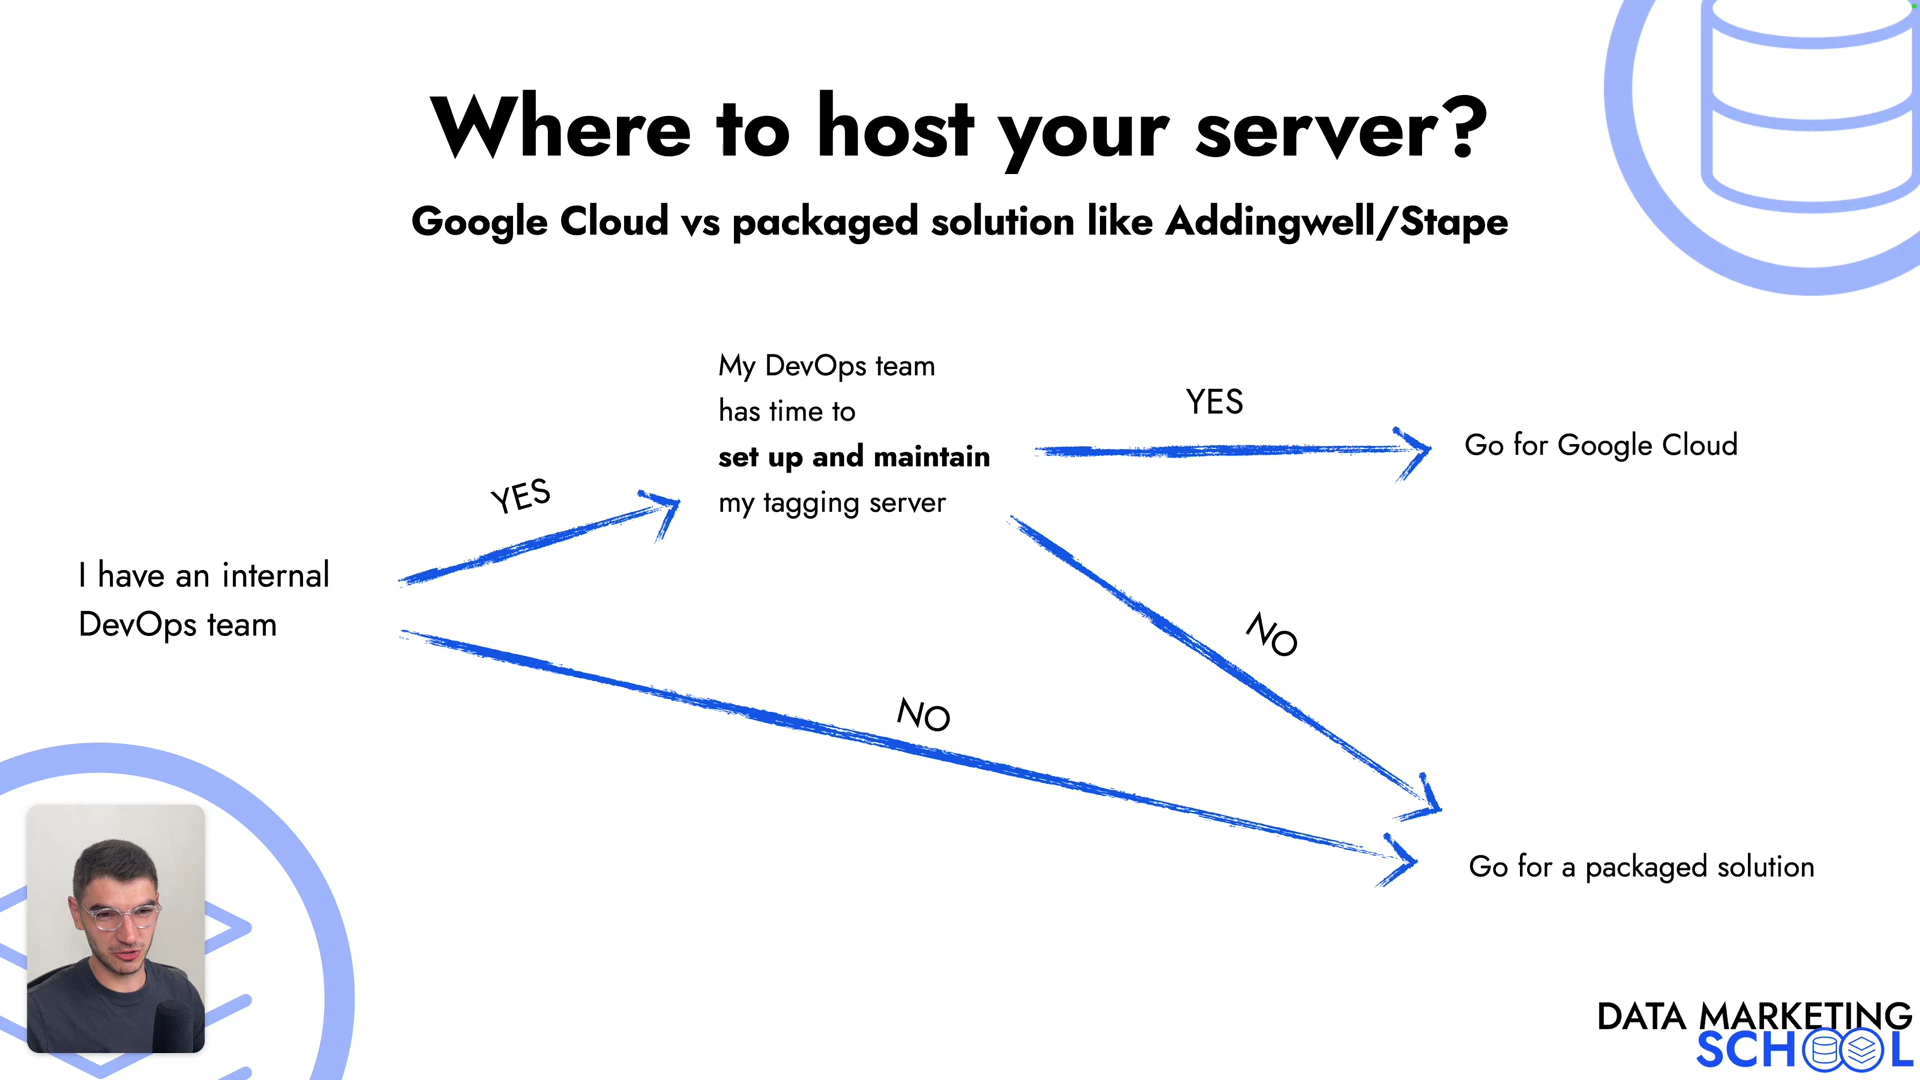 Where to host your server?
Google Cloud vs packaged solution like Addingwell/Stape
My DevOps team
has time to
set up and maintain
my tagging server
YES
Go for Google Cloud
YES
I have an internal
DevOps team
NO
NO
Go for a packaged solution
DATA MARKETING
SCHOOL